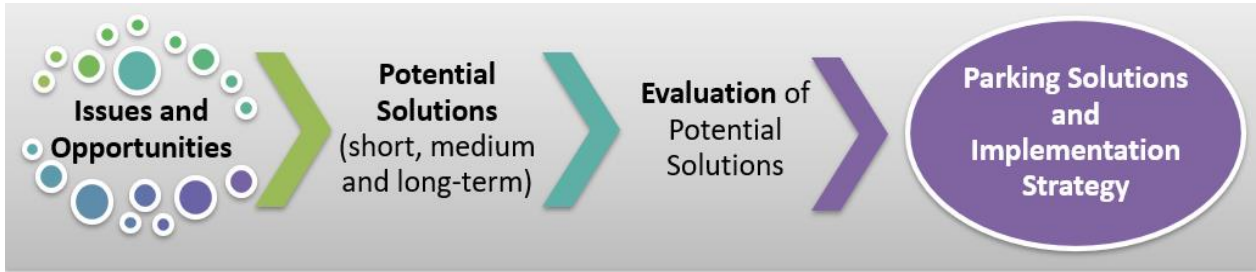 Issues and
Opportunities
Potential
Solutions
(short, medium
and long-term)
Evaluation of
Potential
Solutions
Parking Solutions
and
Implementation
Strategy